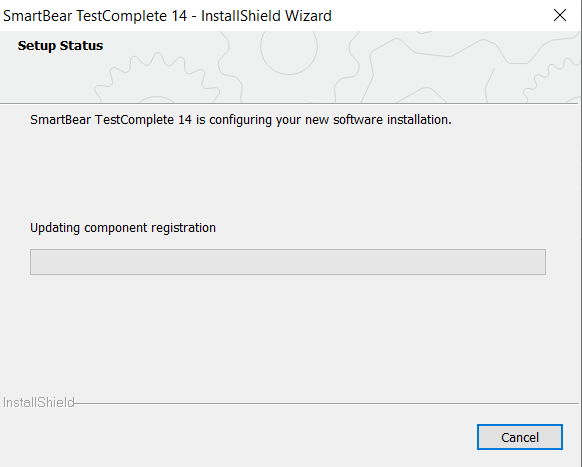 SmartBear TestComplete 14 - InstallShield Wizard
Setup Status
SmartBear TestComplete 14 is configuring your new software installation.
Updating component registration
InstallShield
Cancel